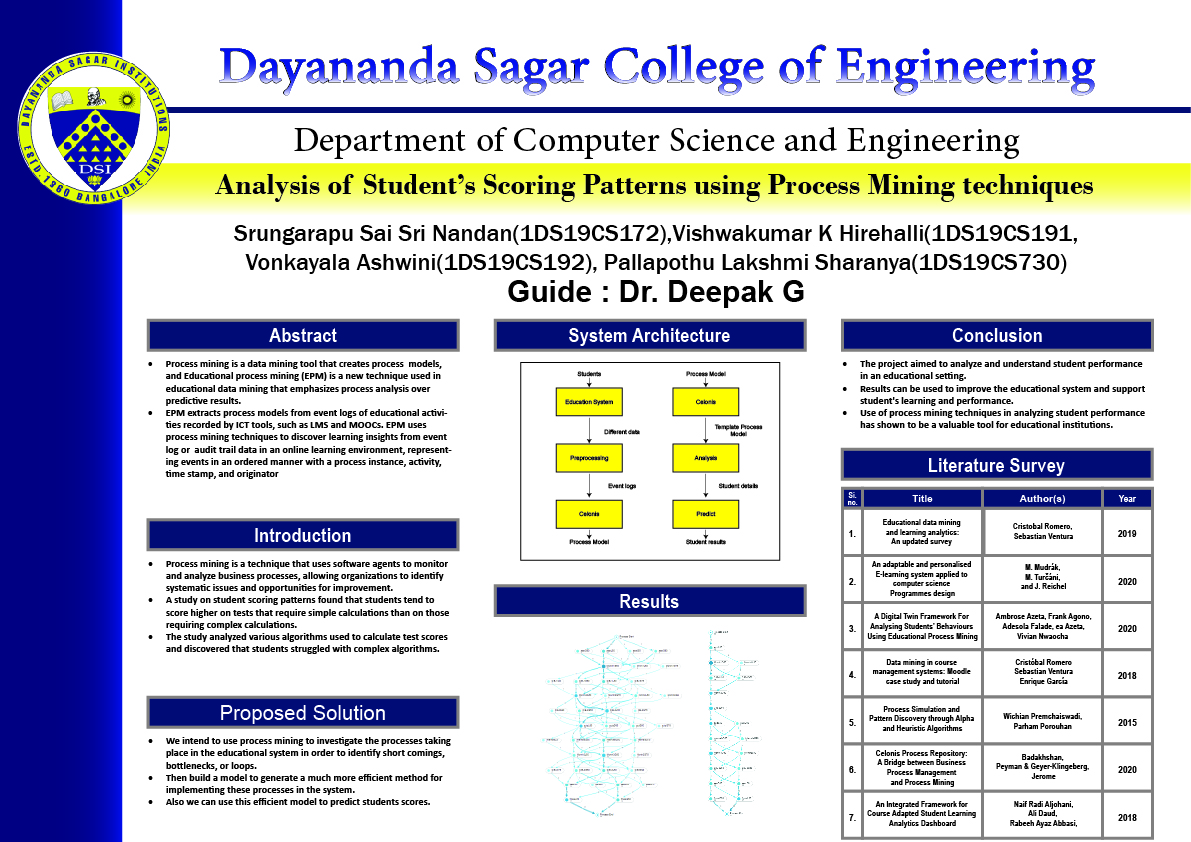 Dayananda Sagar College of Engineering
DAYANANDA SAGAR INSTITUTIONS
DSI
ESTD.1960 BANGALORE INDIA
Department of Computer Science and Engineering
Analysis of Student’s Scoring Patterns using Process Mining techniques
Srungarapu Sai Sri Nandan(1DS19CS172),Vishwakumar K Hirehalli(1DS19CS191,
Vonkayala Ashwini(1DS19CS192), Pallapothu Lakshmi Sharanya(1DS19CS730)
Guide : Dr. Deepak G
Abstract
• Process mining is a data mining tool that creates process models,
and Educational process mining (EPM) is a new technique used in
educational data mining that emphasizes process analysis over
predictive results.
• EPM extracts process models from event logs of educational activi-
ties recorded by ICT tools, such as LMS and MOOCs. EPM uses
process mining techniques to discover learning insights from event
log or audit trail data in an online learning environment, represent-
ing events in an ordered manner with a process instance, activity,
time stamp, and originator
Introduction
• Process mining is a technique that uses software agents to monitor
and analyze business processes, allowing organizations to identify
systematic issues and opportunities for improvement.
• A study on student scoring patterns found that students tend to
score higher on tests that require simple calculations than on those
requiring complex calculations.
• The study analyzed various algorithms used to calculate test scores
and discovered that students struggled with complex algorithms.
Proposed Solution
• We intend to use process mining to investigate the processes taking
place in the educational system in order to identify short comings,
bottlenecks, or loops.
• Then build a model to generate a much more efficient method for
implementing these processes in the system.
• Also we can use this efficient model to predict students scores.
System Architecture
Students
Education System
Different data
Preprocessing
Event logs
Celonis
Process Model
Process Model
Celonis
Template Process
Model
Analysis
Student details
Predict
Student results
Results
Conclusion
• The project aimed to analyze and understand student performance
in an educational setting.
• Results can be used to improve the educational system and support
student's learning and performance.
• Use of process mining techniques in analyzing student performance
has shown to be a valuable tool for educational institutions.
Literature Survey
Si.
no.
Title
Author(s)
Year
1.
Educational data mining
and learning analytics:
An updated survey
Cristobal Romero,
Sebastian Ventura
2019
2.
An adaptable and personalised
E-learning system applied to
computer science
Programmes design
M. Mudrák,
M. Turčáni,
and J. Reichel
2020
3.
A Digital Twin Framework For
Analysing Students’ Behaviours
Using Educational Process Mining
Ambrose Azeta, Frank Agono,
Adesola Falade, ea Azeta,
Vivian Nwaocha
2020
4.
Data mining in course
management systems: Moodle
case study and tutorial
Cristóbal Romero
Sebastian Ventura
Enrique García
2018
5.
Process Simulation and
Pattern Discovery through Alpha
and Heuristic Algorithms
Wichian Premchaiswadi,
Parham Porouhan
2015
6.
Celonis Process Repository:
A Bridge between Business
Process Management
and Process Mining
Badakhshan,
Peyman & Geyer-Klingeberg,
Jerome
2020
7.
An Integrated Framework for
Course Adapted Student Learning
Analytics Dashboard
Naif Radi Aljohani,
Ali Daud,
Rabeeh Ayaz Abbasi,
2018